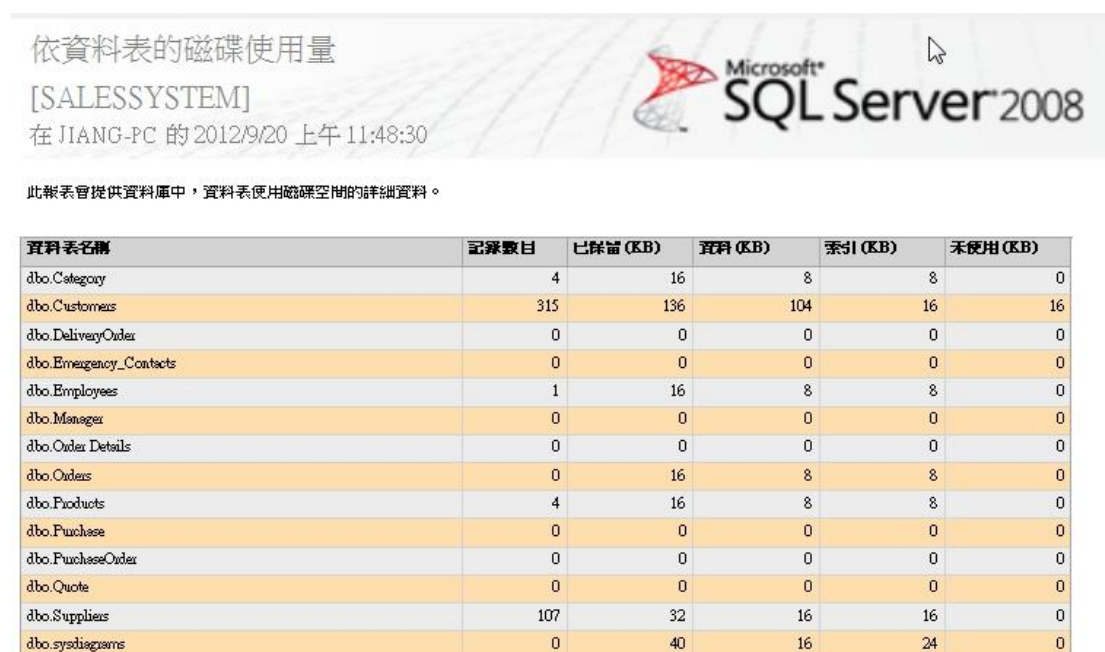 依資料表的磁碟使用量
[SALESSYSTEM]
在 JIANG-PC 的 2012/9/20 上午 11:48:30
Microsoft
SQL Server 2008
此報表會提供資料庫中，資料表使用磁碟空間的詳細資料。
資料表名稱 記錄數目 已保留 (KB) 資料 (KB) 索引 (KB) 未使用 (KB)
dbo.Category 4 16 8 8 0
dbo.Customers 315 136 104 16 16
dbo.DeliveryOrder 0 0 0 0 0
dbo.Emergency_Contacts 0 0 0 0 0
dbo.Employees 1 16 8 8 0
dbo.Manager 0 0 0 0 0
dbo.Order Details 0 0 0 0 0
dbo.Orders 0 16 8 8 0
dbo.Products 4 16 8 8 0
dbo.Purchase 0 0 0 0 0
dbo.PurchaseOrder 0 0 0 0 0
dbo.Quote 0 0 0 0 0
dbo.Suppliers 107 32 16 16 0
dbo.sysdiagrams 0 40 16 24 0